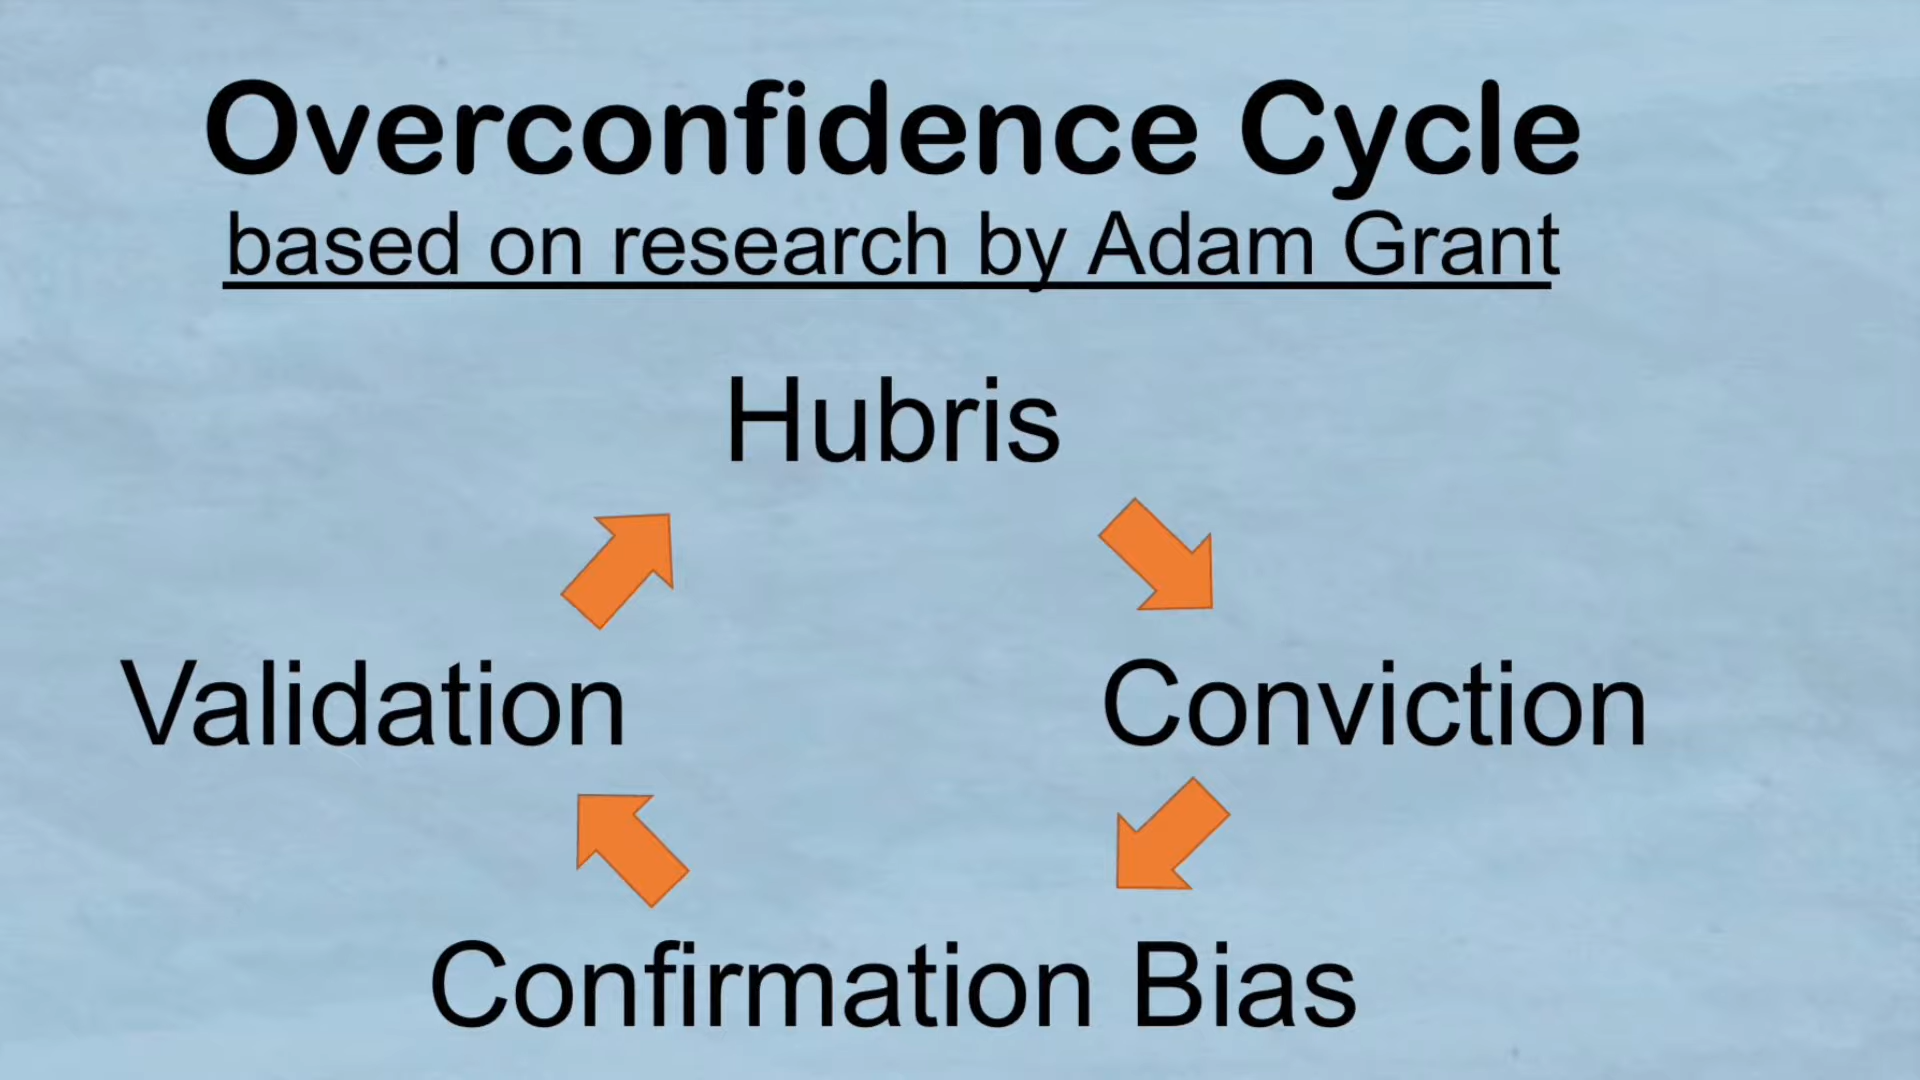 Overconfidence Cycle
based on research by Adam Grant
Hubris
Validation
Conviction
Confirmation Bias